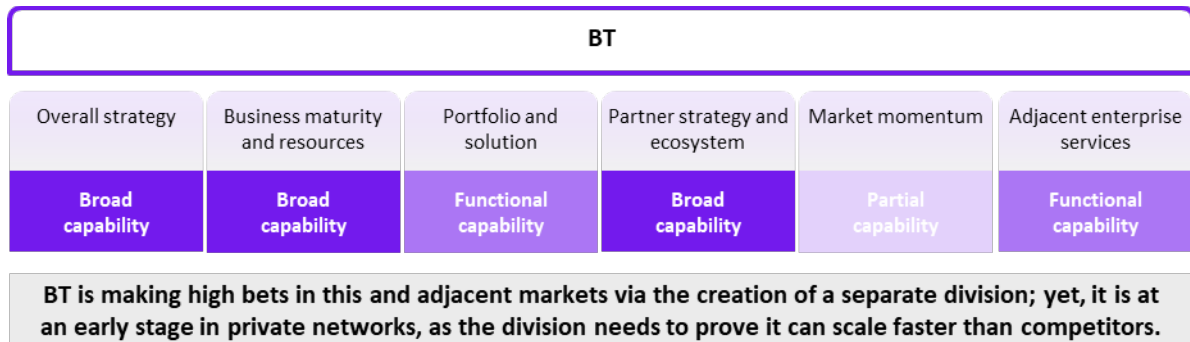 BT
Overall strategy
Business maturity
and resources
Portfolio and
solution
Partner strategy and
ecosystem
Market momentum
Adjacent enterprise
services
Broad
capability
Broad
capability
Functional
capability
Broad
capability
Partial
capability
Functional
capability
BT is making high bets in this and adjacent markets via the creation of a separate division; yet, it is at
an early stage in private networks, as the division needs to prove it can scale faster than competitors.